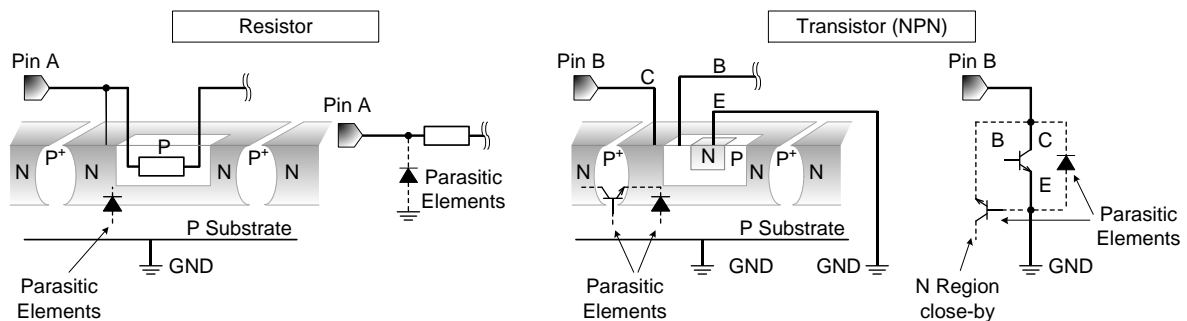 Resistor
Transistor (NPN)
Pin A
Pin A
P
N
P+
N
P+
N
N
Parasitic
Elements
P Substrate
GND
Parasitic
Elements
Pin B
C
B
E
N
P+
N
N
P
P+
N
N
P Substrate
GND
GND
Parasitic
Elements
Pin B
B
C
E
Parasitic
Elements
GND
N Region
close-by